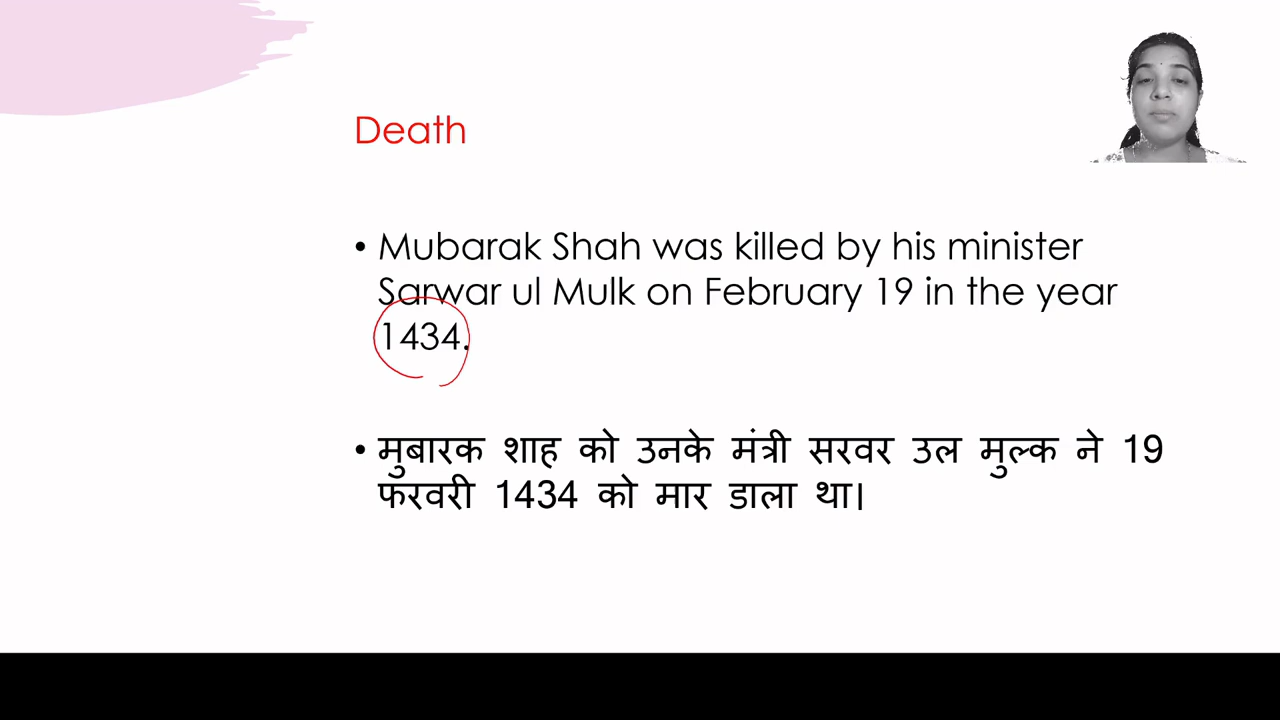 Death
• Mubarak Shah was killed by his minister
Sarwar ul Mulk on February 19 in the year
1434.
• मुबारक शाह को उनके मंत्री सरवर उल मुल्क ने 19
फरवरी 1434 को मार डाला था।